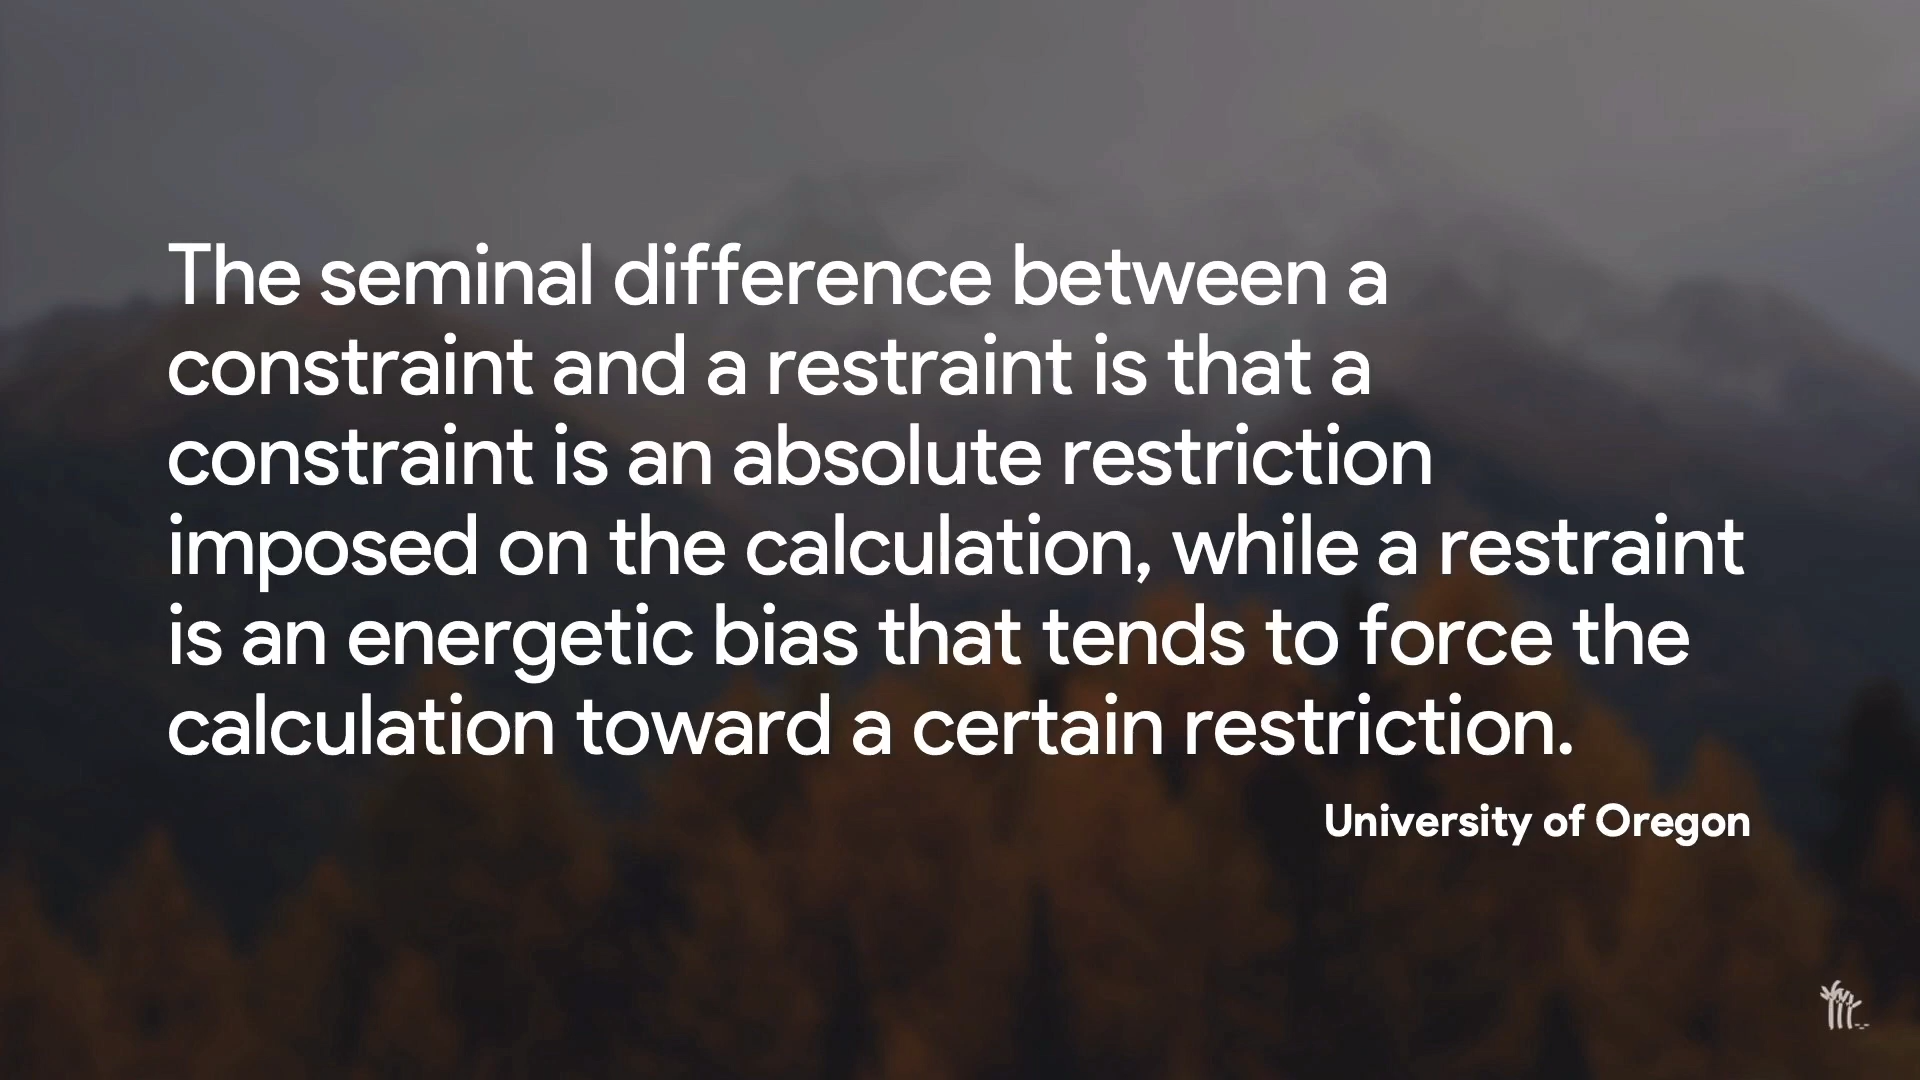 The seminal difference between a
constraint and a restraint is that a
constraint is an absolute restriction
imposed on the calculation, while a restraint
is an energetic bias that tends to force the
calculation toward a certain restriction.
University of Oregon